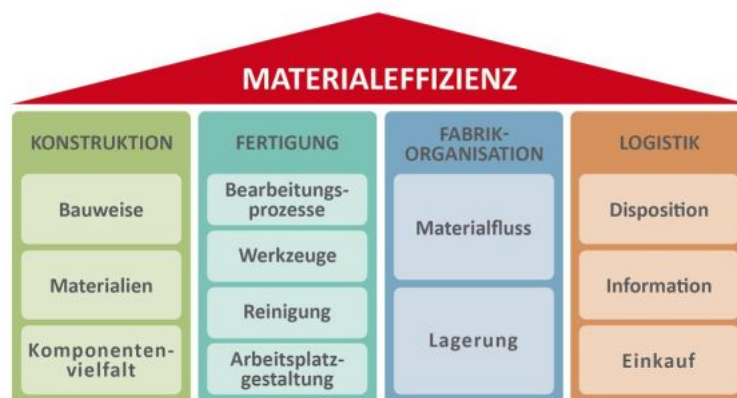 MATERIALEFFIZIENZ
KONSTRUKTION
Bauweise
Materialien
Komponenten-
vielfalt
FERTIGUNG
Bearbeitungs-
prozesse
Werkzeuge
Reinigung
Arbeitsplatz-
gestaltung
FABRIK-
ORGANISATION
Materialfluss
Lagerung
LOGISTIK
Disposition
Information
Einkauf